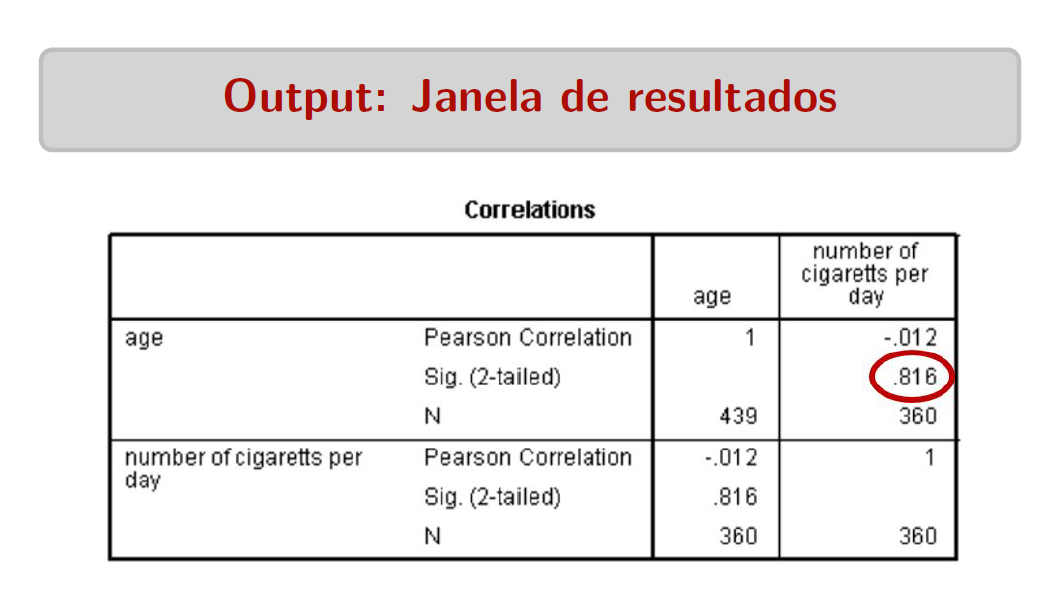 Output: Janela de resultados
Correlations
age
number of
cigaretts per
day
age Pearson Correlation 1 -.012
Sig. (2-tailed) .816
N 439 360
number of cigaretts per
day
Pearson Correlation -.012 1
Sig. (2-tailed) .816
N 360 360